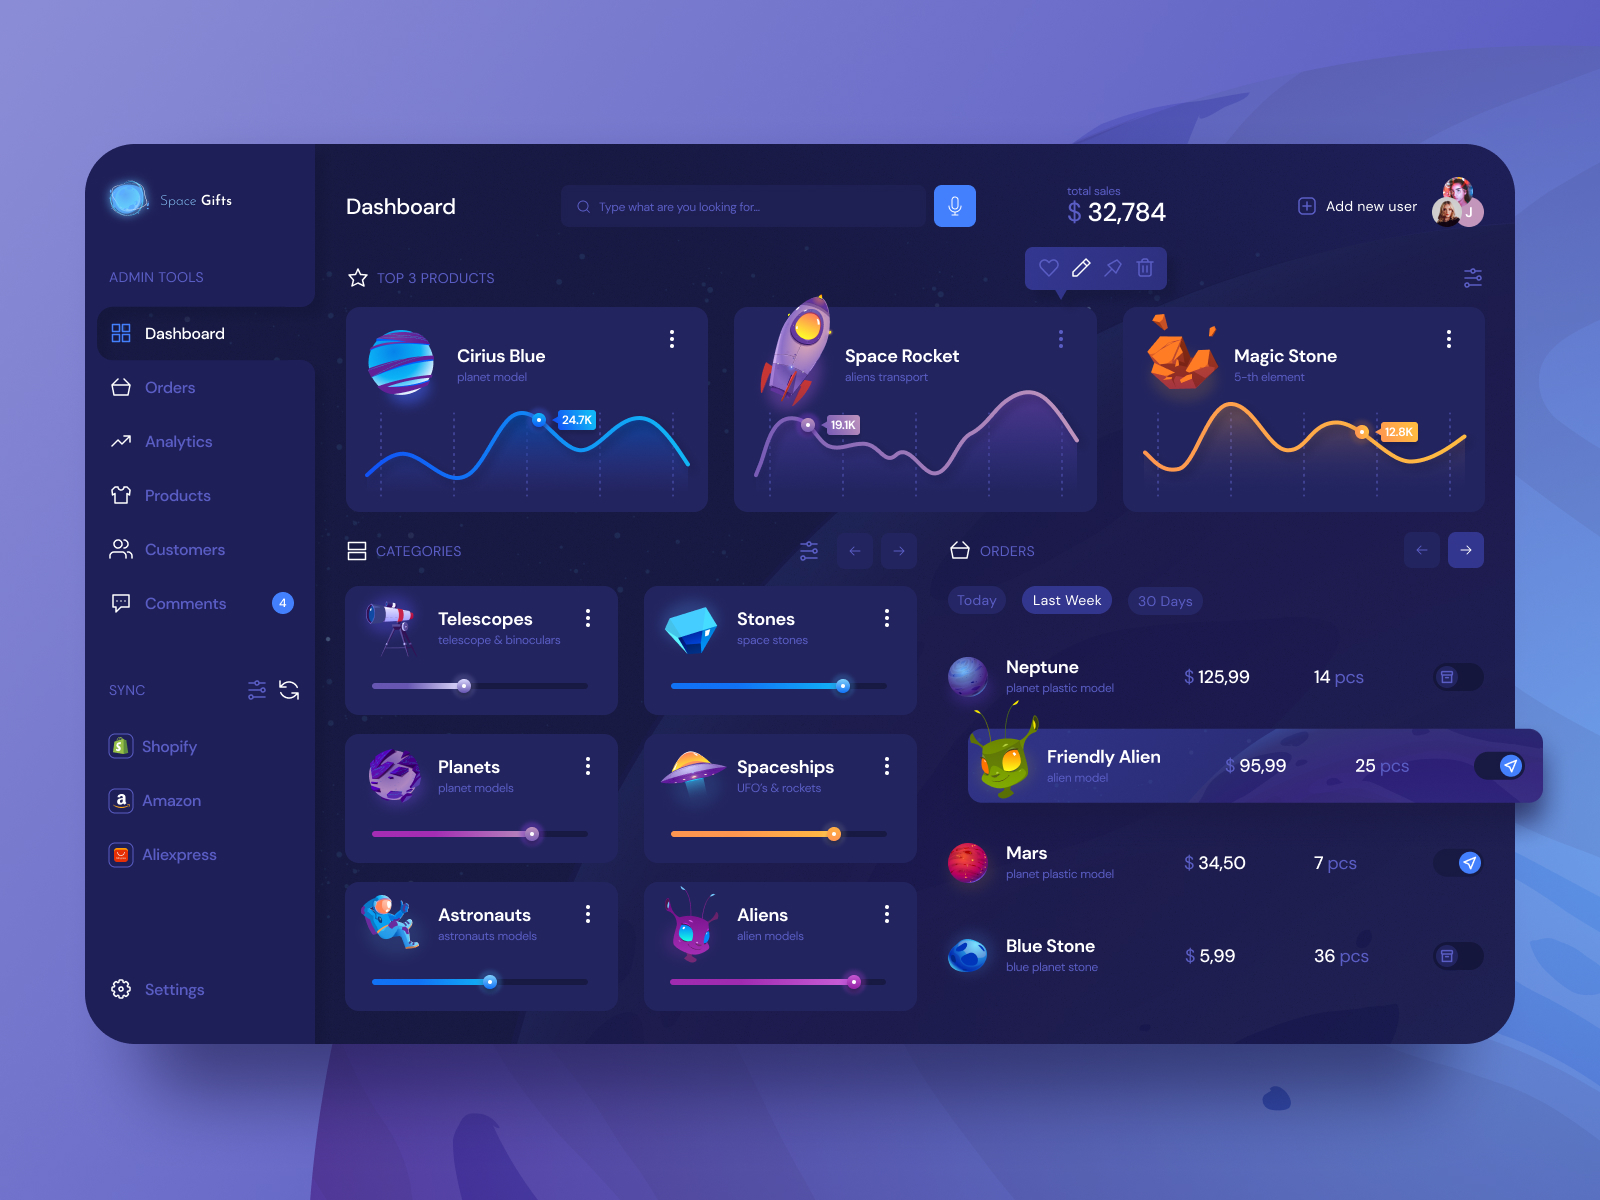 Space Gifts
ADMIN TOOLS
Dashboard
Orders
Analytics
Products
Customers
Comments 4
SYNC
Shopify
Amazon
Aliexpress
Settings
Dashboard
Type what are you looking for...
total sales
$ 32,784
Add new user
J
TOP 3 PRODUCTS
Cirius Blue
planet model
24.7K
Space Rocket
aliens transport
19.1K
Magic Stone
5-th element
12.8K
CATEGORIES
Telescopes
telescope & binoculars
Stones
space stones
Planets
planet models
Spaceships
UFO's & rockets
Astronauts
astronauts models
Aliens
alien models
ORDERS
Today Last Week 30 Days
Neptune
planet plastic model
$ 125,99 14 pcs
Friendly Alien
alien model
$ 95,99 25 pcs
Mars
planet plastic model
$ 34,50 7 pcs
Blue Stone
blue planet stone
$ 5,99 36 pcs